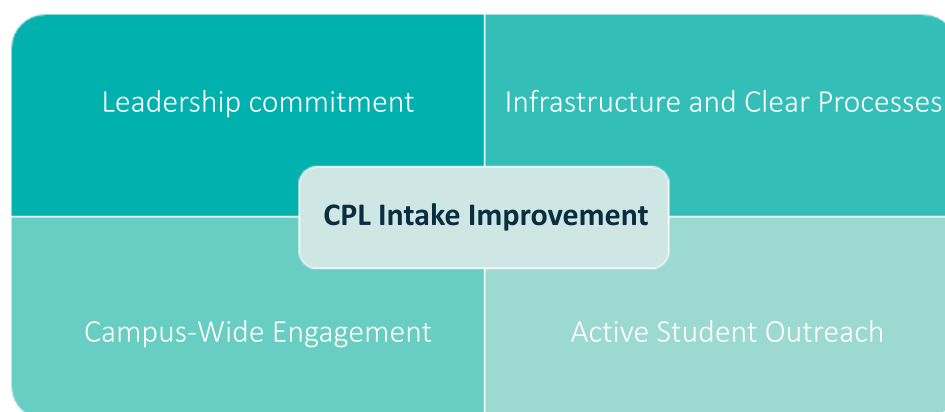 Leadership commitment
Infrastructure and Clear Processes
CPL Intake Improvement
Campus-Wide Engagement
Active Student Outreach